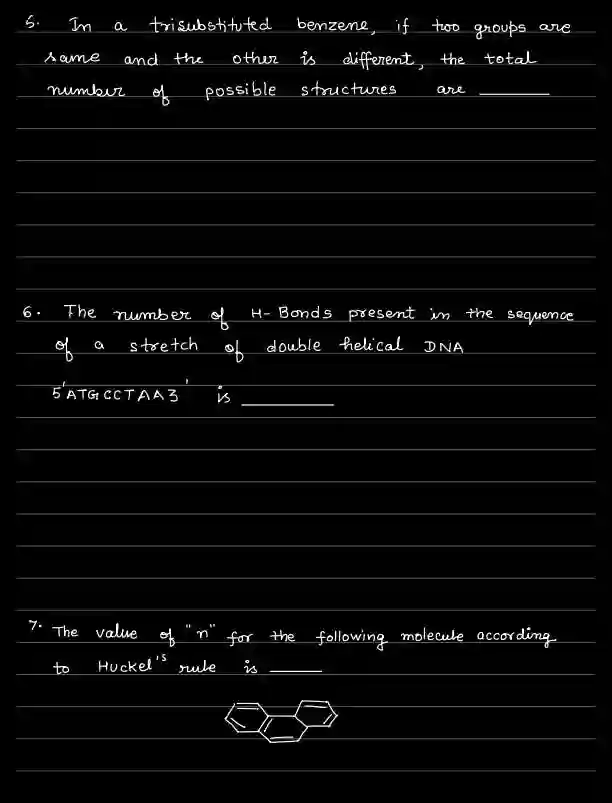 5. In a trisubstituted benzene, if two groups are
same and the other is different, the total
number of possible structures are ______
6. The number of H-Bonds present in the sequence
of a stretch of double helical DNA
5'ATGCCTAA3' is ______
7. The value of "n" for the following molecule according
to Huckel's rule is ______